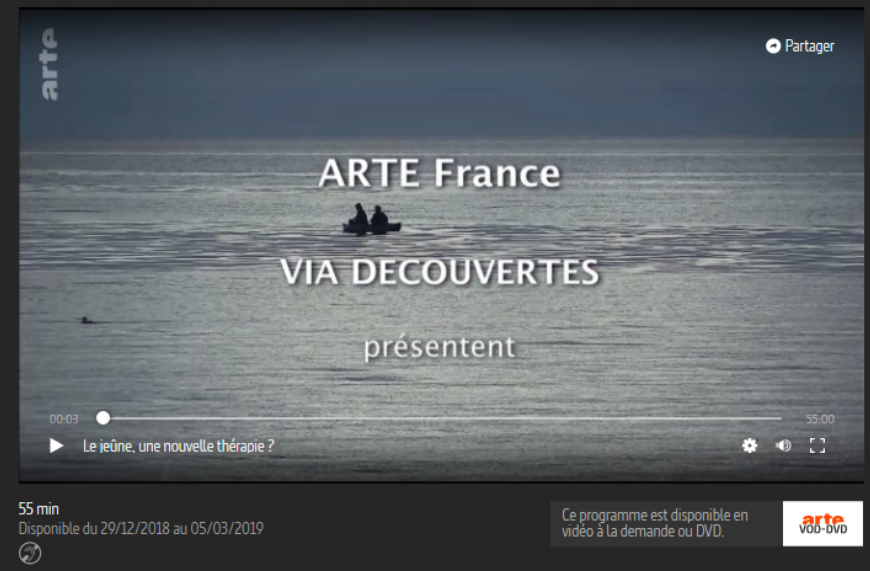 arte
Partager
ARTE France
VIA DECOUVERTES
présentent
00:03
55:00
Le jeûne, une nouvelle thérapie ?
55 min
Disponible du 29/12/2018 au 05/03/2019
Ce programme est disponible en
vidéo à la demande ou DVD.
arte
VOD-DVD